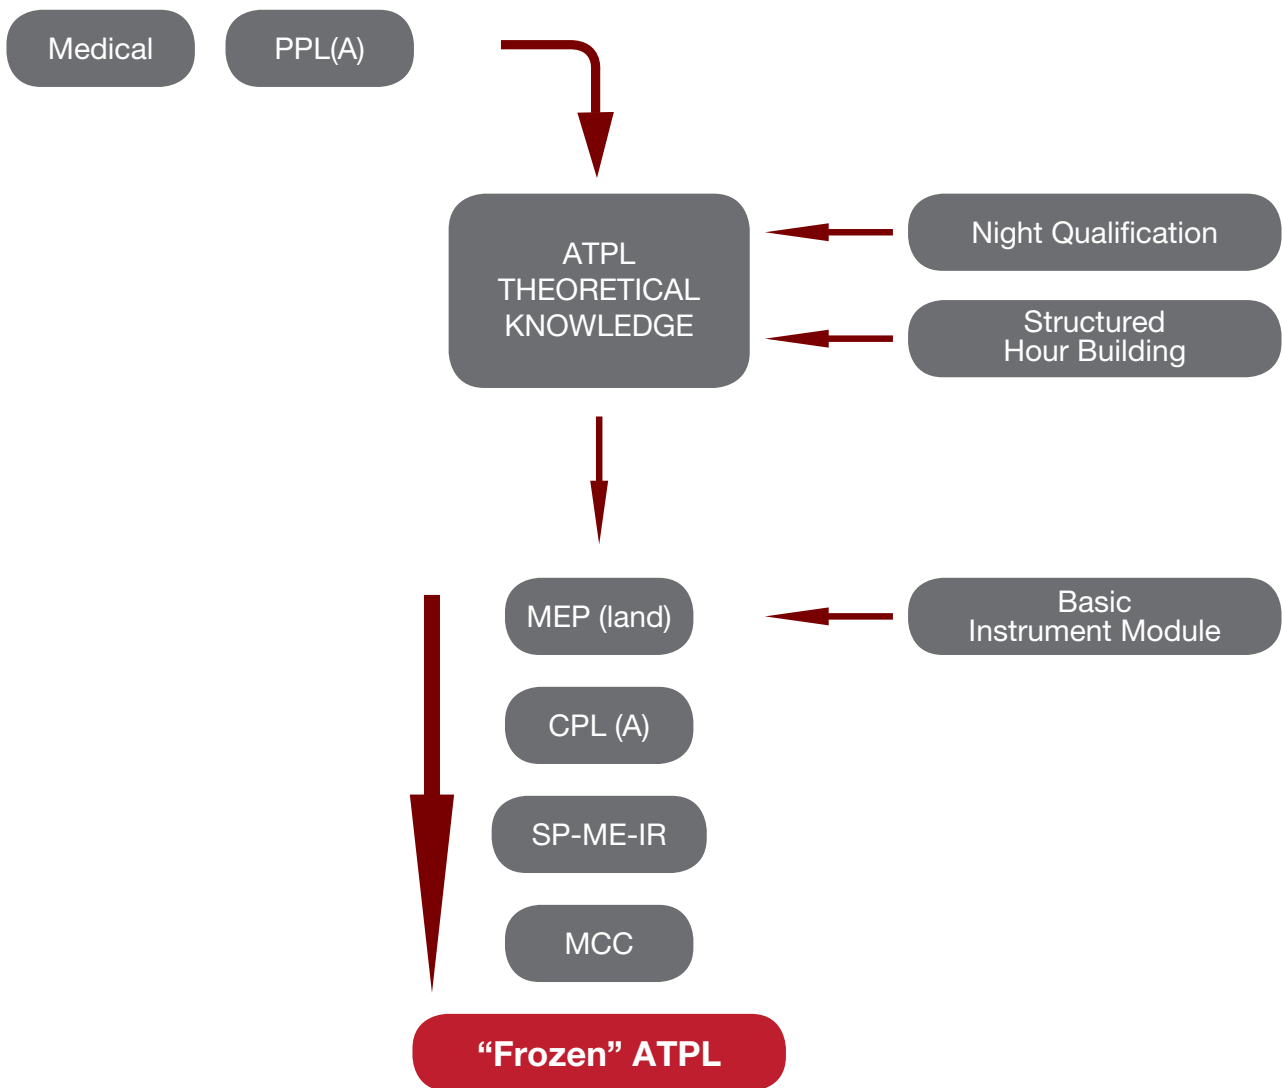 Medical
PPL(A)
ATPL
THEORETICAL
KNOWLEDGE
Night Qualification
Structured
Hour Building
MEP (land)
Basic
Instrument Module
CPL (A)
SP-ME-IR
MCC
“Frozen” ATPL